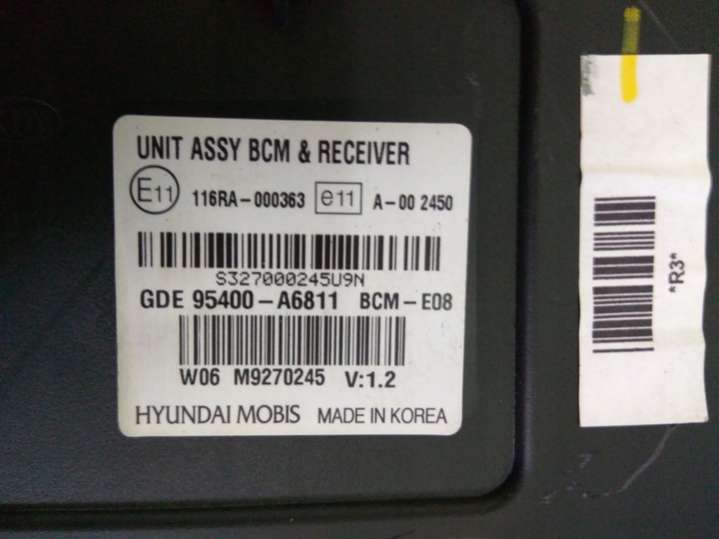 UNIT ASSY BCM & RECEIVER
E11 116RA-000363 e11 A-00 2450
S327000245U9N
GDE 95400-A6811 BCM-E08
W06 M9270245 V:1.2
HYUNDAI MOBIS MADE IN KOREA
*R3*